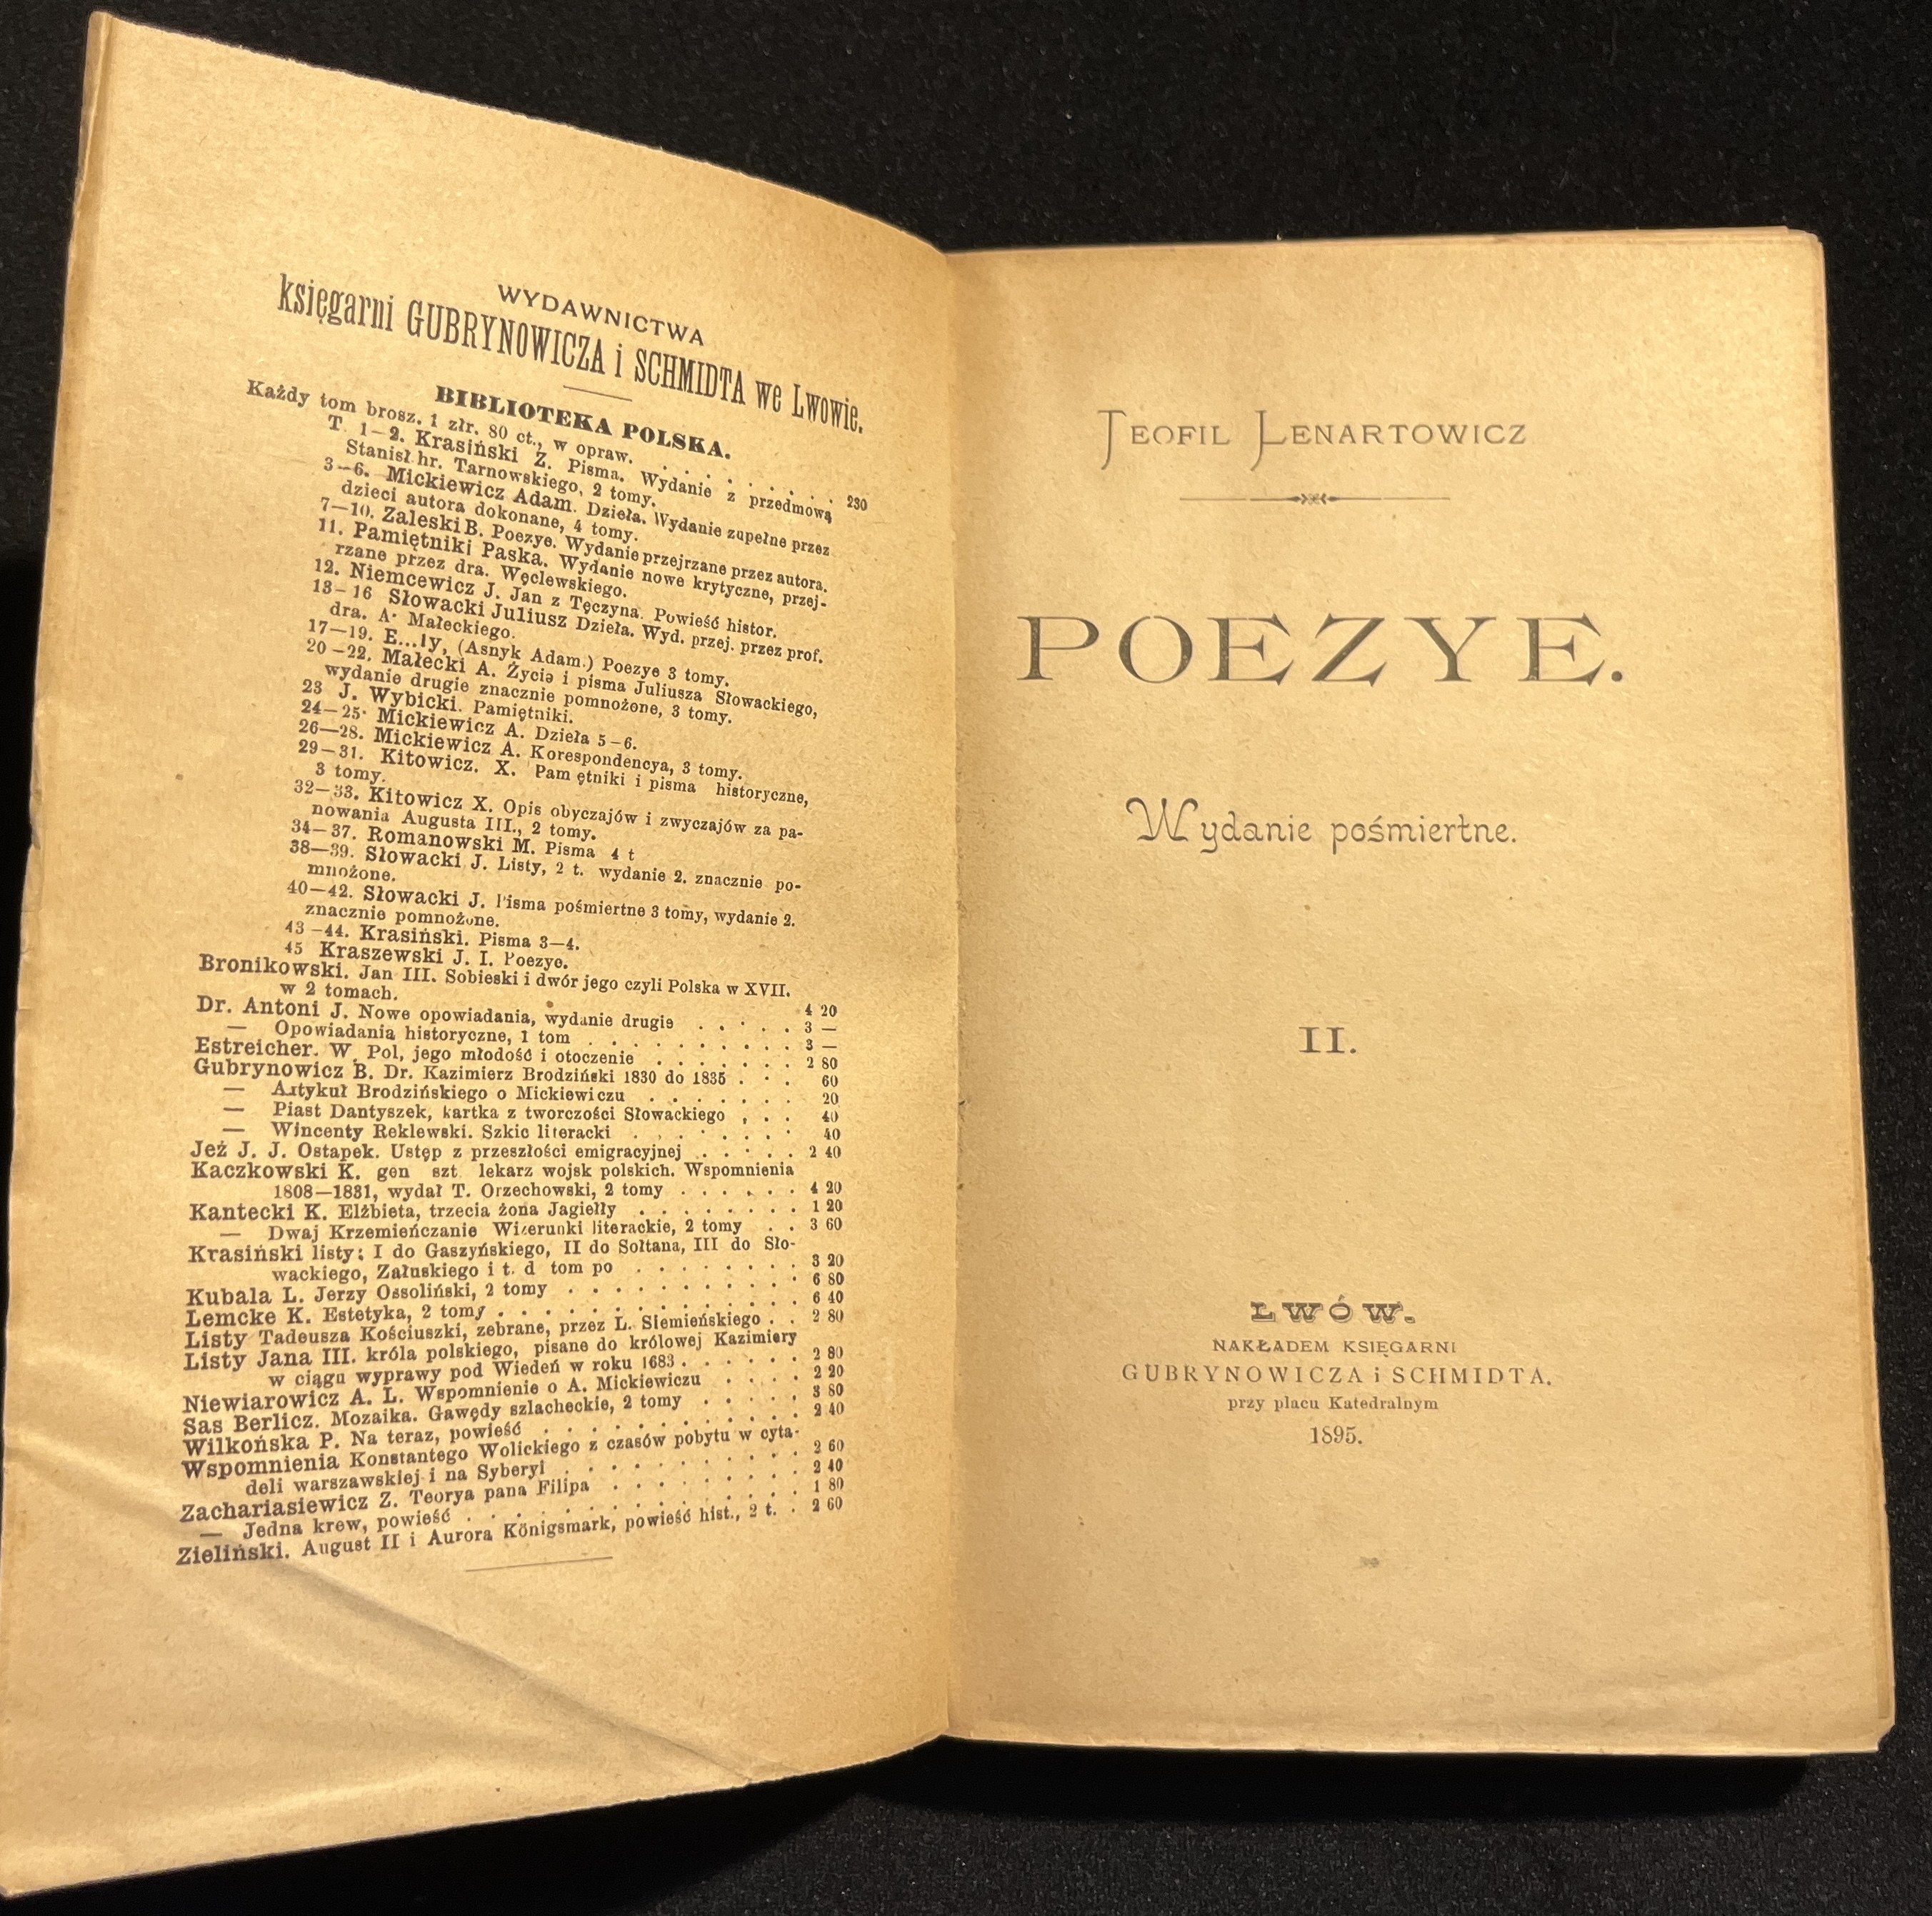 WYDAWNICTWA
księgarni GUBRYNOWICZA i SCHMIDTA we Lwowie.
BIBLIOTEKA POLSKA.
Każdy tom brosz. 1 złr. 80 ct., w opraw. . . . . . . . . . 230
T. 1—2. Krasiński Z. Pisma. Wydanie z przedmową
Stanisł hr. Tarnowskiego, 2 tomy.
3—6. Mickiewicz Adam. Dzieła. Wydanie zupełne przez
dzieci autora dokonane, 4 tomy.
7—10. Zaleski B. Poezye. Wydanie przejrzane przez autora.
11. Pamiętniki Paska. Wydanie nowe krytyczne, przej-
rzane przez dra. Węclewskiego.
12. Niemcewicz J. Jan z Tęczyna. Powieść histor.
13—16 Słowacki Juliusz Dzieła. Wyd. przej. przez prof.
dra. A. Małeckiego.
17—19. E...ly, (Asnyk Adam.) Poezye 3 tomy.
20—22. Małecki A. Życie i pisma Juliusza Słowackiego,
wydanie drugie znacznie pomnożone, 3 tomy.
23 J. Wybicki. Pamiętniki.
24—25. Mickiewicz A. Dzieła 5—6.
26—28. Mickiewicz A. Korespondencya, 3 tomy.
29—31. Kitowicz. X. Pam ętniki i pisma historyczne,
3 tomy.
32—33. Kitowicz X. Opis obyczajów i zwyczajów za pa-
nowania Augusta III., 2 tomy.
34—37. Romanowski M. Pisma 4 t
38—39. Słowacki J. Listy, 2 t. wydanie 2. znacznie po-
mnożone.
40—42. Słowacki J. Pisma pośmiertne 3 tomy, wydanie 2.
znacznie pomnożone.
43—44. Krasiński. Pisma 3—4.
45 Kraszewski J. I. Poezye.
Bronikowski. Jan III. Sobieski i dwór jego czyli Polska w XVII.
w 2 tomach. 4 20
Dr. Antoni J. Nowe opowiadania, wydanie drugie . . . . . 3 —
— Opowiadania historyczne, 1 tom . . . . . . . . . . 3 —
Estreicher. W. Pol, jego młodość i otoczenie . . . . . . . 2 80
Gubrynowicz B. Dr. Kazimierz Brodziński 1830 do 1835 . . . 60
— Artykuł Brodzińskiego o Mickiewiczu . . . . . . . 20
— Piast Dantyszek, kartka z tworczości Słowackiego . . . 40
— Wincenty Reklewski. Szkic literacki . . . . . . . 40
Jeż J. J. Ostapek. Ustęp z przeszłości emigracyjnej . . . . . 2 40
Kaczkowski K. gen szt lekarz wojsk polskich. Wspomnienia
1808—1831, wydał T. Orzechowski, 2 tomy . . . . . . 4 20
Kantecki K. Elżbieta, trzecia żona Jagiełły . . . . . . . . 1 20
— Dwaj Krzemieńczanie Wizerunki literackie, 2 tomy . . 3 60
Krasiński listy: I do Gaszyńskiego, II do Sołtana, III do Sło-
wackiego, Załuskiego i t. d tom po . . . . . . . . 3 20
Kubala L. Jerzy Ossoliński, 2 tomy . . . . . . . . . . . 6 80
Lemcke K. Estetyka, 2 tomy . . . . . . . . . . . . . . 6 40
Listy Tadeusza Kościuszki, zebrane, przez L. Siemieńskiego . . 2 80
Listy Jana III. króla polskiego, pisane do królowej Kazimiery
w ciągu wyprawy pod Wiedeń w roku 1683 . . . . . . 2 80
Niewiarowicz A. L. Wspomnienie o A. Mickiewiczu . . . . 2 20
Sas Berlicz. Mozaika. Gawędy szlacheckie, 2 tomy . . . . . 3 80
Wilkońska P. Na teraz, powieść . . . . . . . . . . . . 2 40
Wspomnienia Konstantego Wolickiego z czasów pobytu w cyta-
deli warszawskiej i na Syberyi . . . . . . . . . . 2 60
Zachariasiewicz Z. Teorya pana Filipa . . . . . . . . . 2 40
— Jedna krew, powieść . . . . . . . . . . . . . . 1 80
Zieliński. August II i Aurora Königsmark, powieść hist., 2 t. . 2 60
TEOFIL LENARTOWICZ
POEZYE.
Wydanie pośmiertne.
II.
LWÓW.
NAKŁADEM KSIĘGARNI
GUBRYNOWICZA i SCHMIDTA.
przy placu Katedralnym
1895.